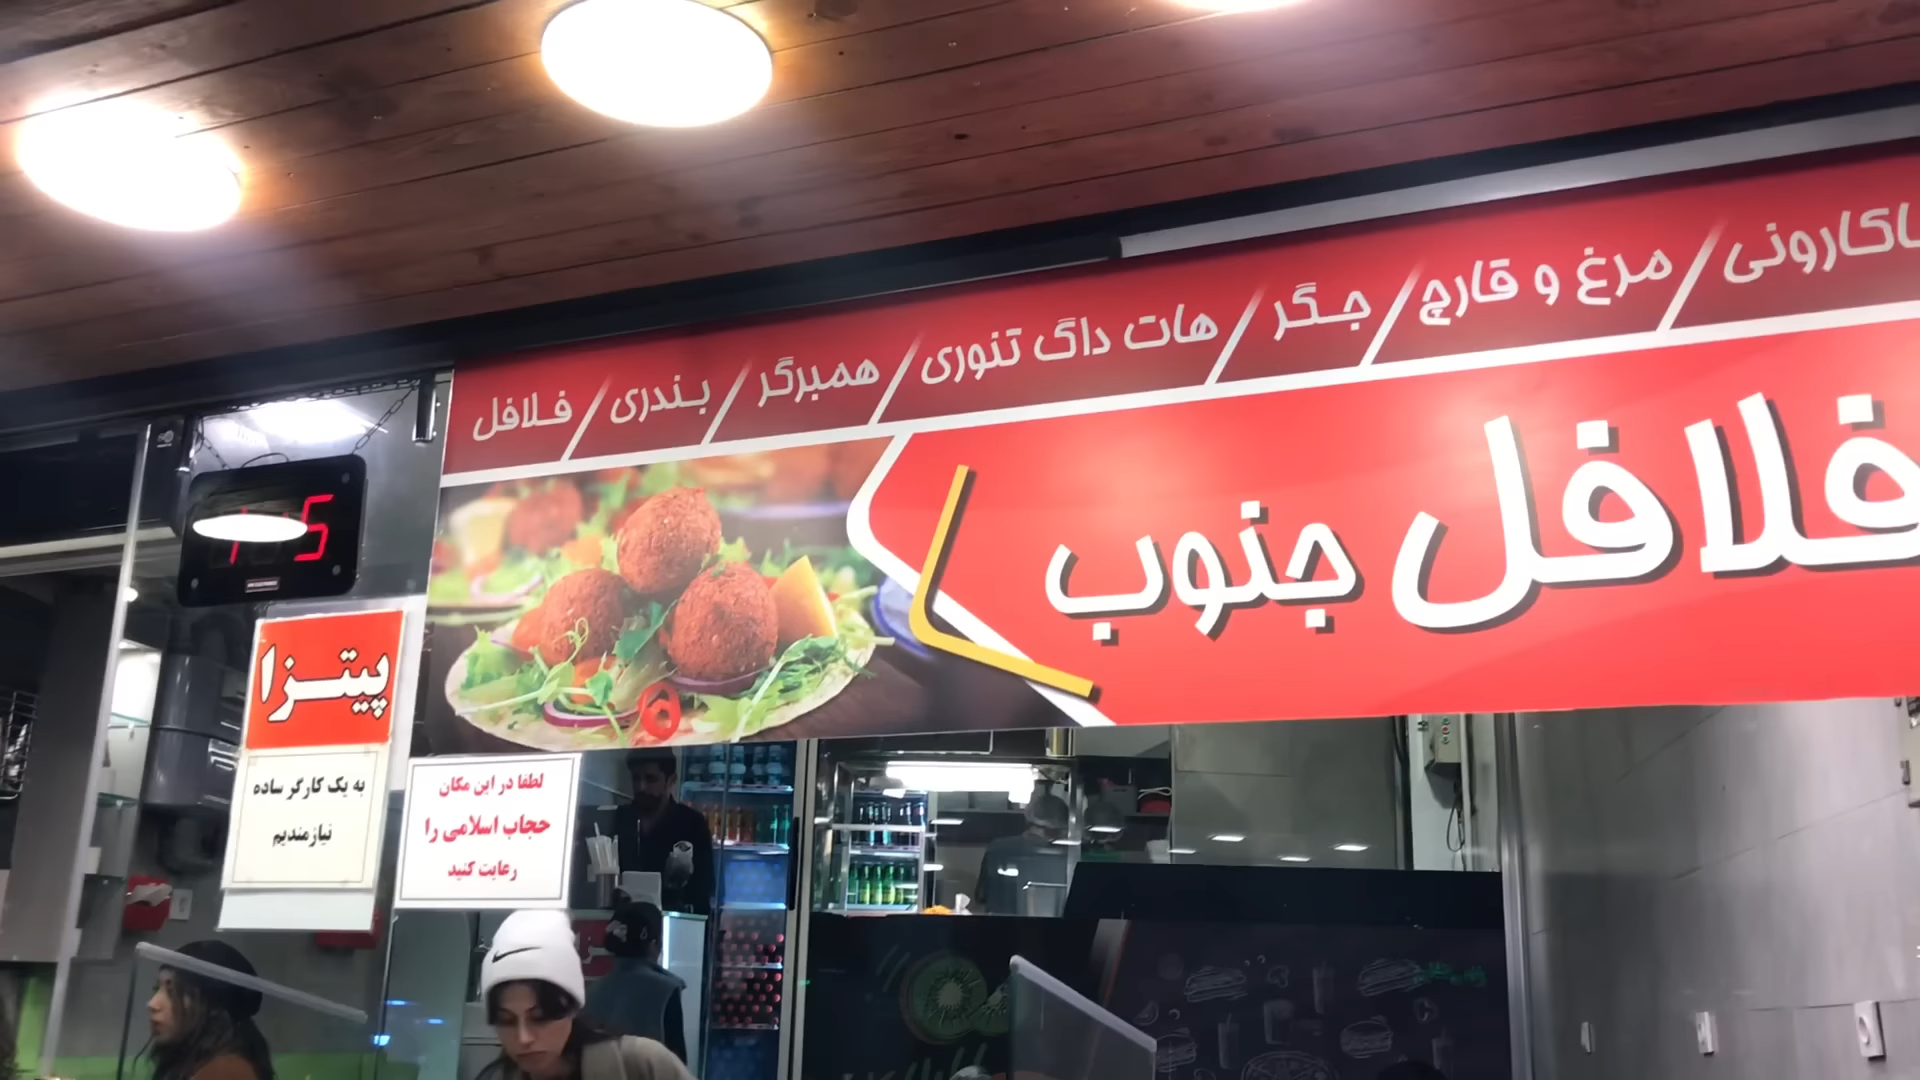 ماکارونی / مرغ و قارچ / جگر / هات داگ تنوری / همبرگر / بندری / فلافل
فلافل جنوب
پیتزا
به یک کارگر ساده
نیازمندیم
لطفا در این مکان
حجاب اسلامی را
رعایت کنید